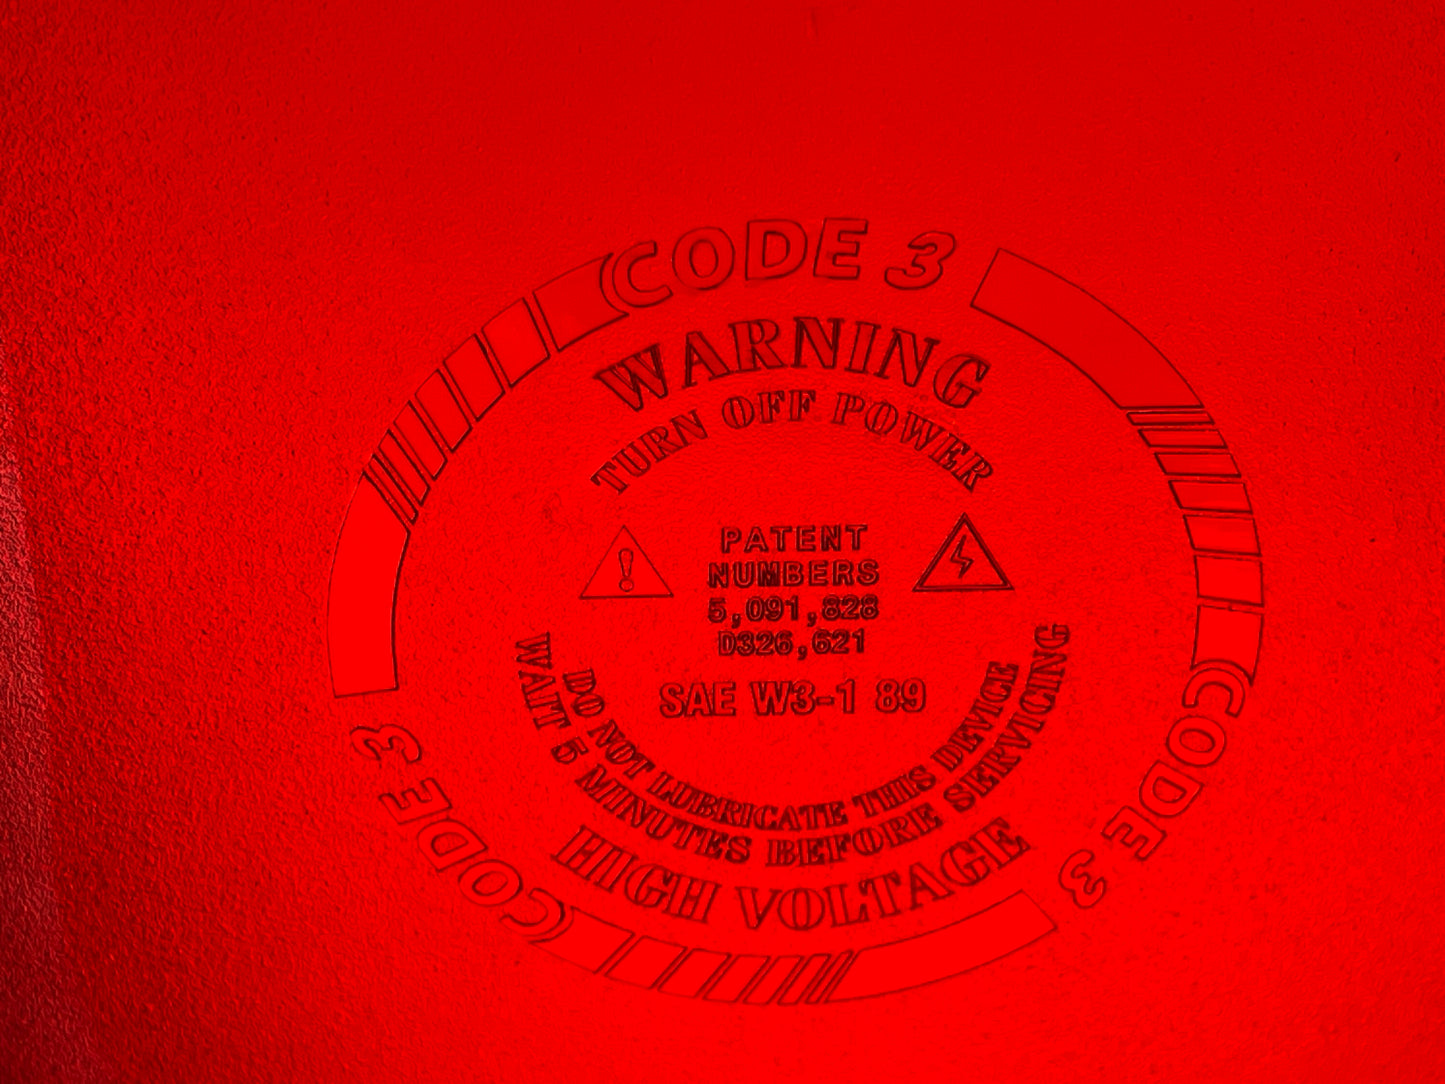 CODE 3
WARNING
TURN OFF POWER
PATENT
NUMBERS
5,091,828
D326,621
SAE W3-1 89
DO NOT LUBRICATE THIS DEVICE
WAIT 5 MINUTES BEFORE SERVICING
HIGH VOLTAGE
CODE 3
CODE 3